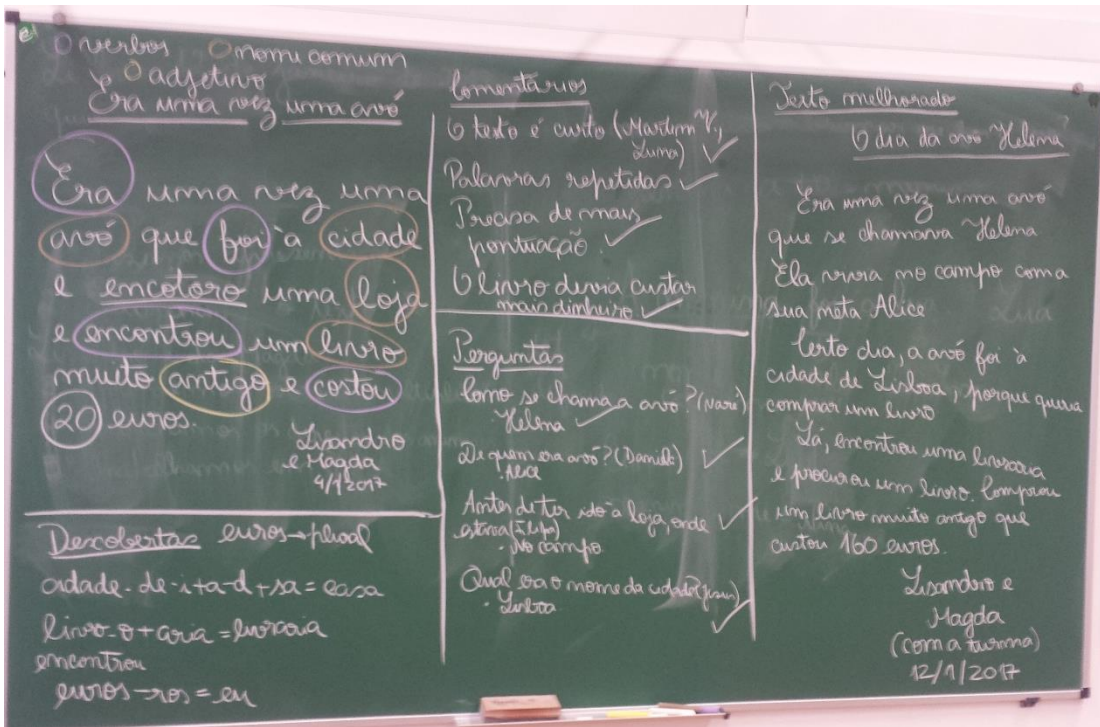 verbos nome comum
adjetivo
Era uma vez uma avó
Era uma vez uma
avó que foi à cidade
e encotoro uma loja
e encontrou um livro
muito antigo e costou
20 euros.
Lisandro
e Magda
4/1/2017
Descobertas euros→plural
cidade-de-i+a-d+sa=casa
livro-o+aria=livraria
encontrou
euros→ros=eu
Comentários
O texto é curto (Martim V.,
Luna)
Palavras repetidas
Precisa de mais
pontuação.
O livro devia custar
mais dinheiro
Perguntas
Como se chama a avó?
Helena
De quem era avó? (Daniel)
Alice
Antes de ter ido à loja, onde
estava
. No campo
Qual era o nome da cidade?
. Lisboa
Texto melhorado
O dia da avó Helena
Era uma vez uma avó
que se chamava Helena
Ela vivia no campo com a
sua neta Alice
Certo dia, a avó foi à
cidade de Lisboa, porque queria
comprar um livro
Lá, encontrou uma livraria
e procurou um livro. Comprou
um livro muito antigo que
custou 160 euros.
Lisandro e
Magda
(com a turma)
12/1/2017